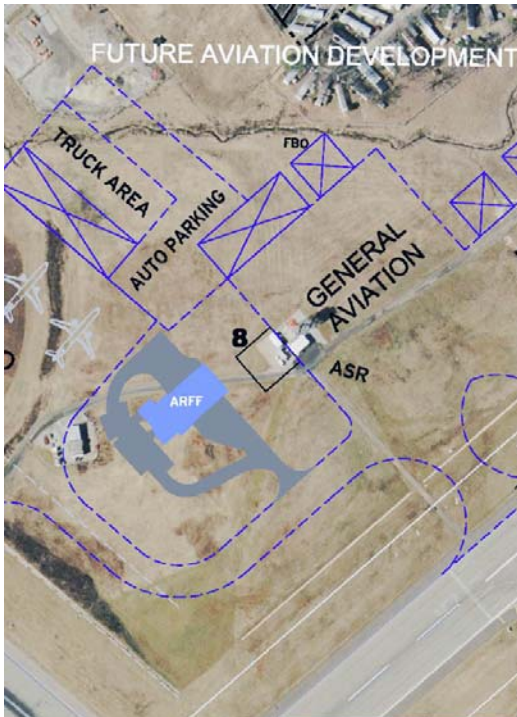 FUTURE AVIATION DEVELOPMENT
FBO
TRUCK AREA
AUTO PARKING
GENERAL
AVIATION
8
ASR
ARFF